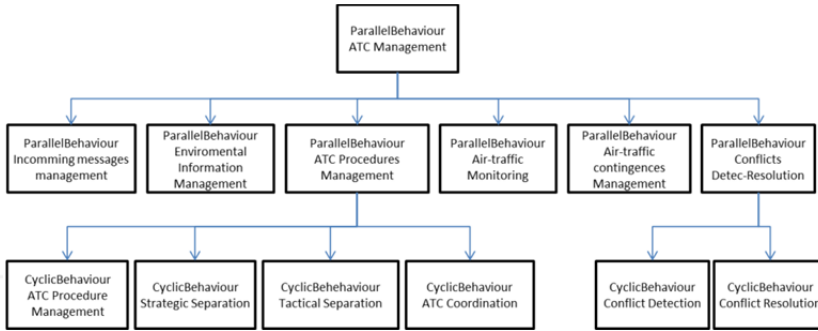 ParallelBehaviour
ATC Management
ParallelBehaviour
Incomming messages
management
ParallelBehaviour
Enviromental
Information
Management
ParallelBehaviour
ATC Procedures
Management
ParallelBehaviour
Air-traffic
Monitoring
ParallelBehaviour
Air-traffic
contingences
Management
ParallelBehaviour
Conflicts
Detec-Resolution
CyclicBehaviour
ATC Procedure
Management
CyclicBehaviour
Strategic Separation
CyclicBehehaviour
Tactical Separation
CyclicBehaviour
ATC Coordination
CyclicBehaviour
Conflict Detection
CyclicBehaviour
Conflict Resolution